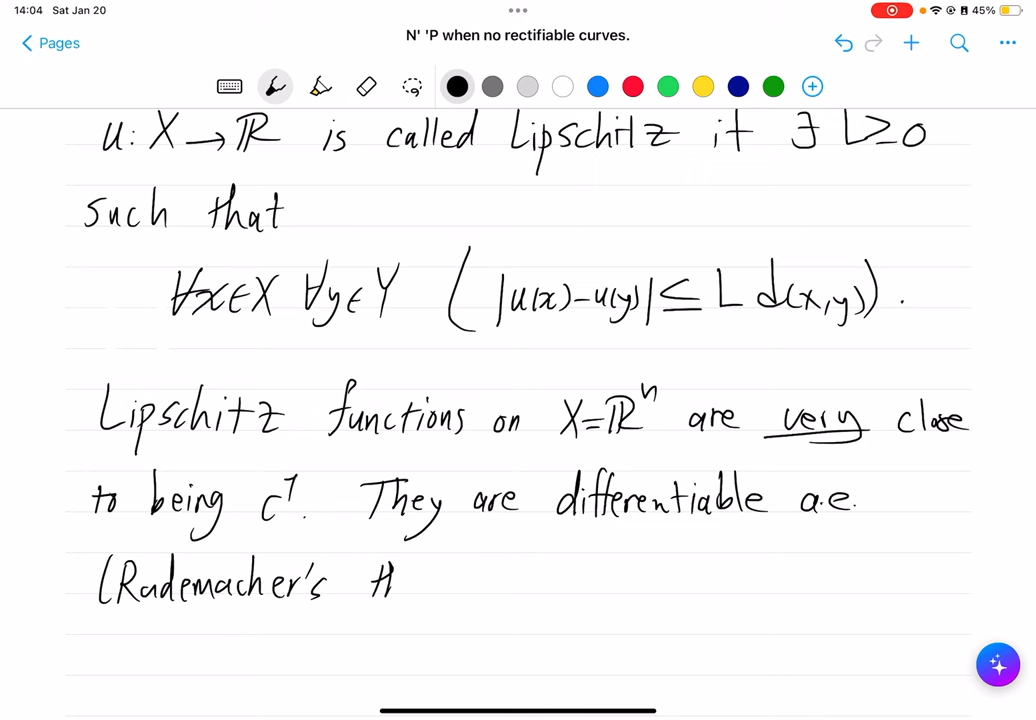 14:04 Sat Jan 20
45%
Pages
N' 'P when no rectifiable curves.
u: X → ℝ is called Lipschitz if ∃ L≥0
such that
∀x∈X ∀y∈Y ( |u(x)-u(y)| ≤ L d(x,y)) .
Lipschitz functions on X=ℝⁿ are very close
to being C¹. They are differentiable a.e.
(Rademacher's th